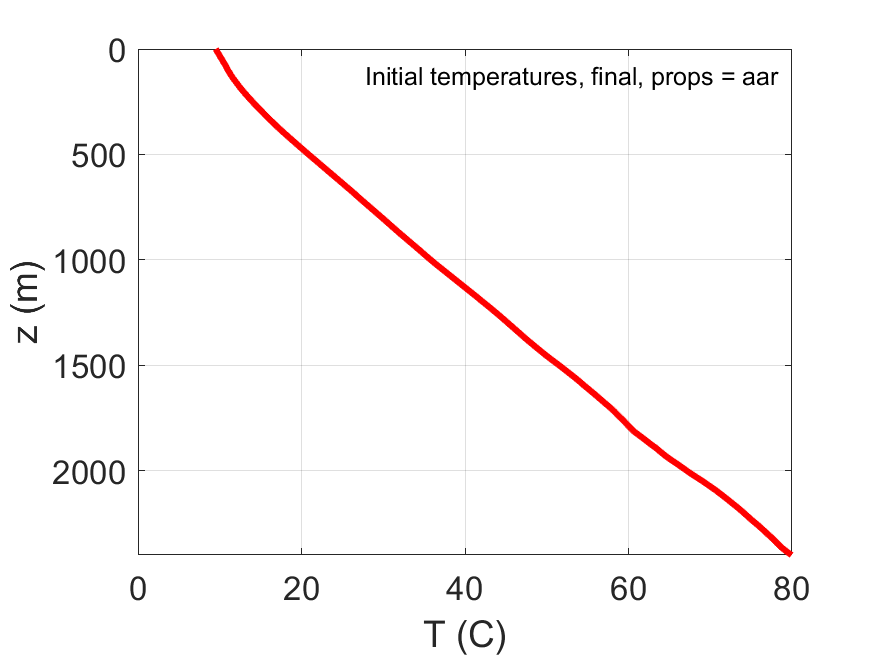 Initial temperatures, final, props = aar
0
500
1000
1500
2000
z (m)
0 20 40 60 80
T (C)